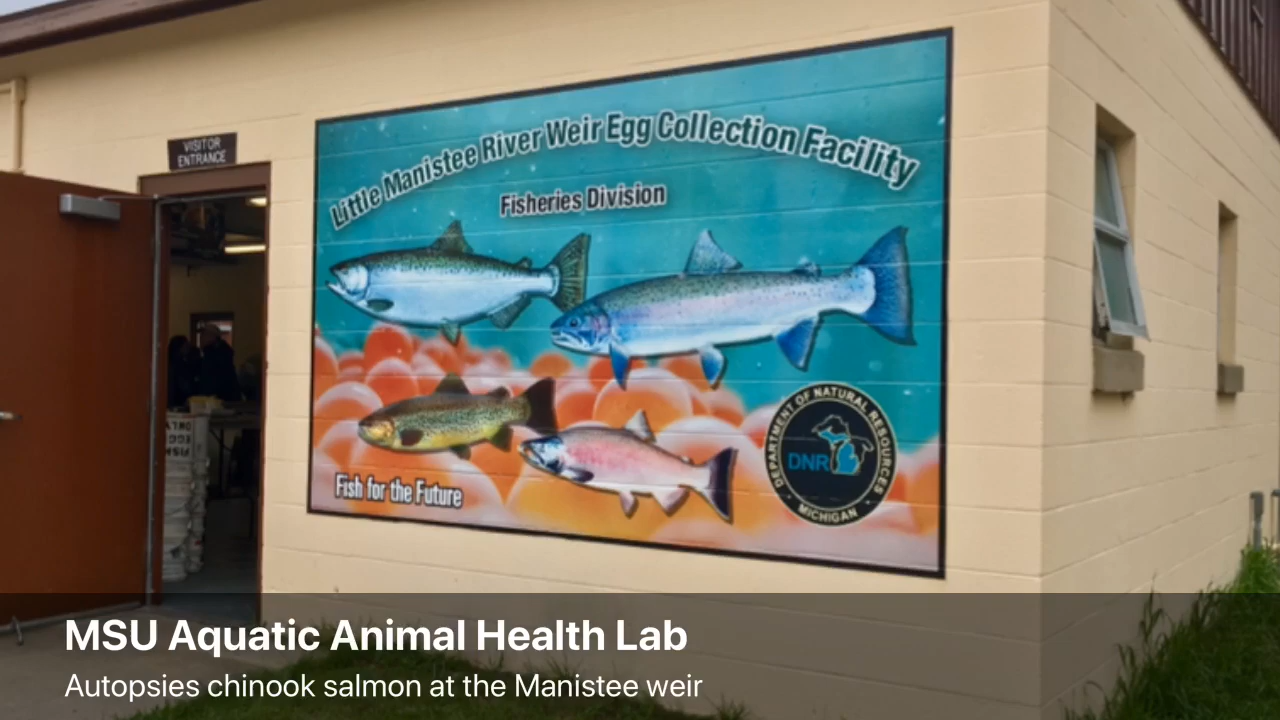 VISITOR
ENTRANCE
Little Manistee River Weir Egg Collection Facility
Fisheries Division
Fish for the Future
DEPARTMENT OF NATURAL RESOURCES
DNR
MICHIGAN
MSU Aquatic Animal Health Lab
Autopsies chinook salmon at the Manistee weir